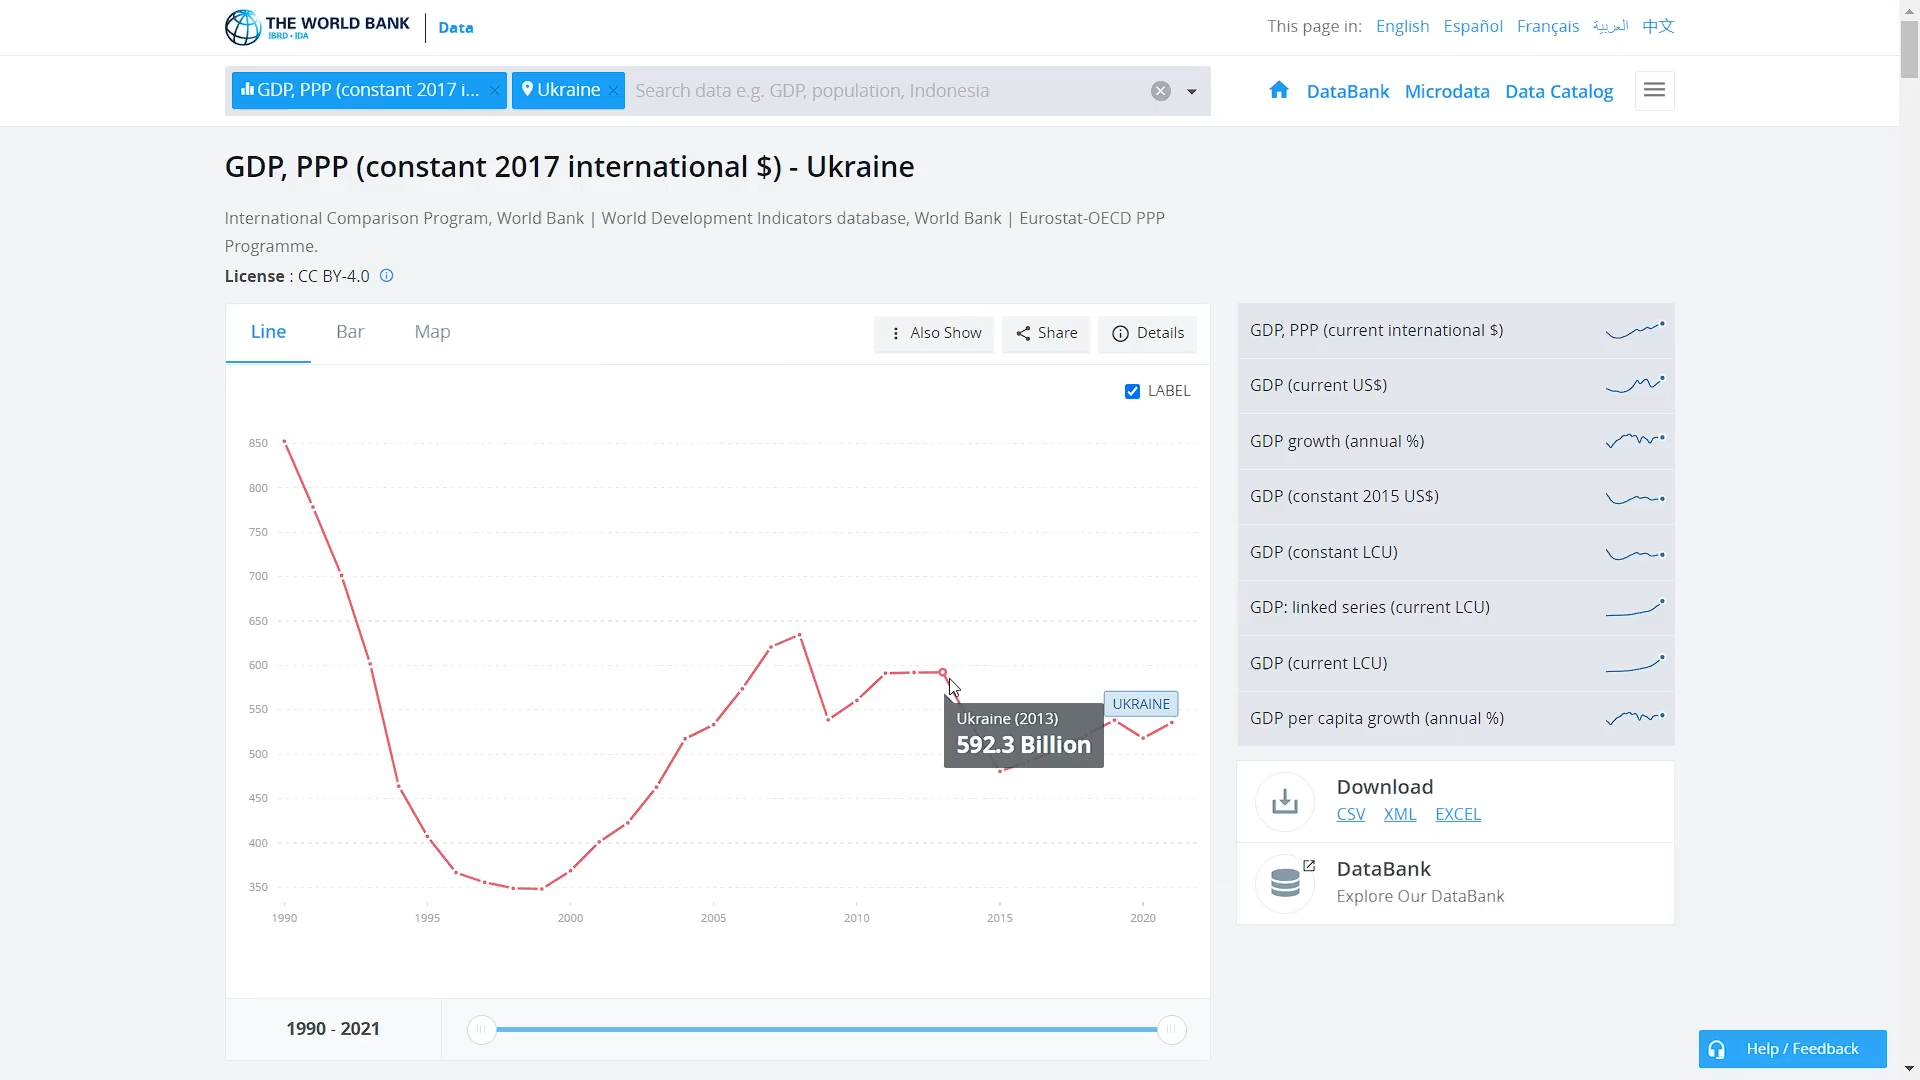 THE WORLD BANK
IBRD • IDA
Data
This page in: English Español Français العربية 中文
GDP, PPP (constant 2017 i... × Ukraine × Search data e.g. GDP, population, Indonesia
DataBank Microdata Data Catalog
GDP, PPP (constant 2017 international $) - Ukraine
International Comparison Program, World Bank | World Development Indicators database, World Bank | Eurostat-OECD PPP
Programme.
License : CC BY-4.0
Line Bar Map
Also Show Share Details
LABEL
850
800
750
700
650
600
550
500
450
400
350
1990 1995 2000 2005 2010 2015 2020
UKRAINE
Ukraine (2013)
592.3 Billion
1990 - 2021
GDP, PPP (current international $)
GDP (current US$)
GDP growth (annual %)
GDP (constant 2015 US$)
GDP (constant LCU)
GDP: linked series (current LCU)
GDP (current LCU)
GDP per capita growth (annual %)
Download
CSV XML EXCEL
DataBank
Explore Our DataBank
Help / Feedback